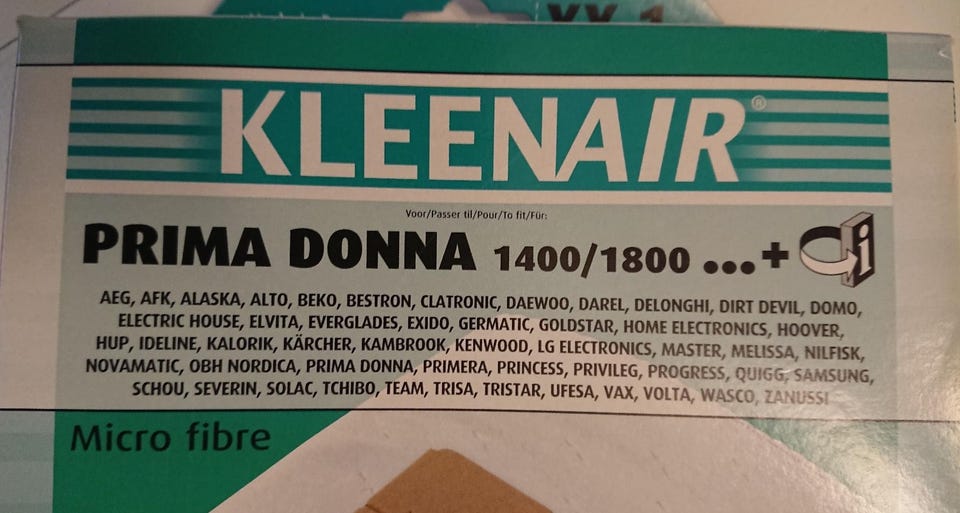 KLEENAIR®
Voor/Passer til/Pour/To fit/Für:
PRIMA DONNA 1400/1800 ...+ i
AEG, AFK, ALASKA, ALTO, BEKO, BESTRON, CLATRONIC, DAEWOO, DAREL, DELONGHI, DIRT DEVIL, DOMO,
ELECTRIC HOUSE, ELVITA, EVERGLADES, EXIDO, GERMATIC, GOLDSTAR, HOME ELECTRONICS, HOOVER,
HUP, IDELINE, KALORIK, KÄRCHER, KAMBROOK, KENWOOD, LG ELECTRONICS, MASTER, MELISSA, NILFISK,
NOVAMATIC, OBH NORDICA, PRIMA DONNA, PRIMERA, PRINCESS, PRIVILEG, PROGRESS, QUIGG, SAMSUNG,
SCHOU, SEVERIN, SOLAC, TCHIBO, TEAM, TRISA, TRISTAR, UFESA, VAX, VOLTA, WASCO, ZANUSSI
Micro fibre